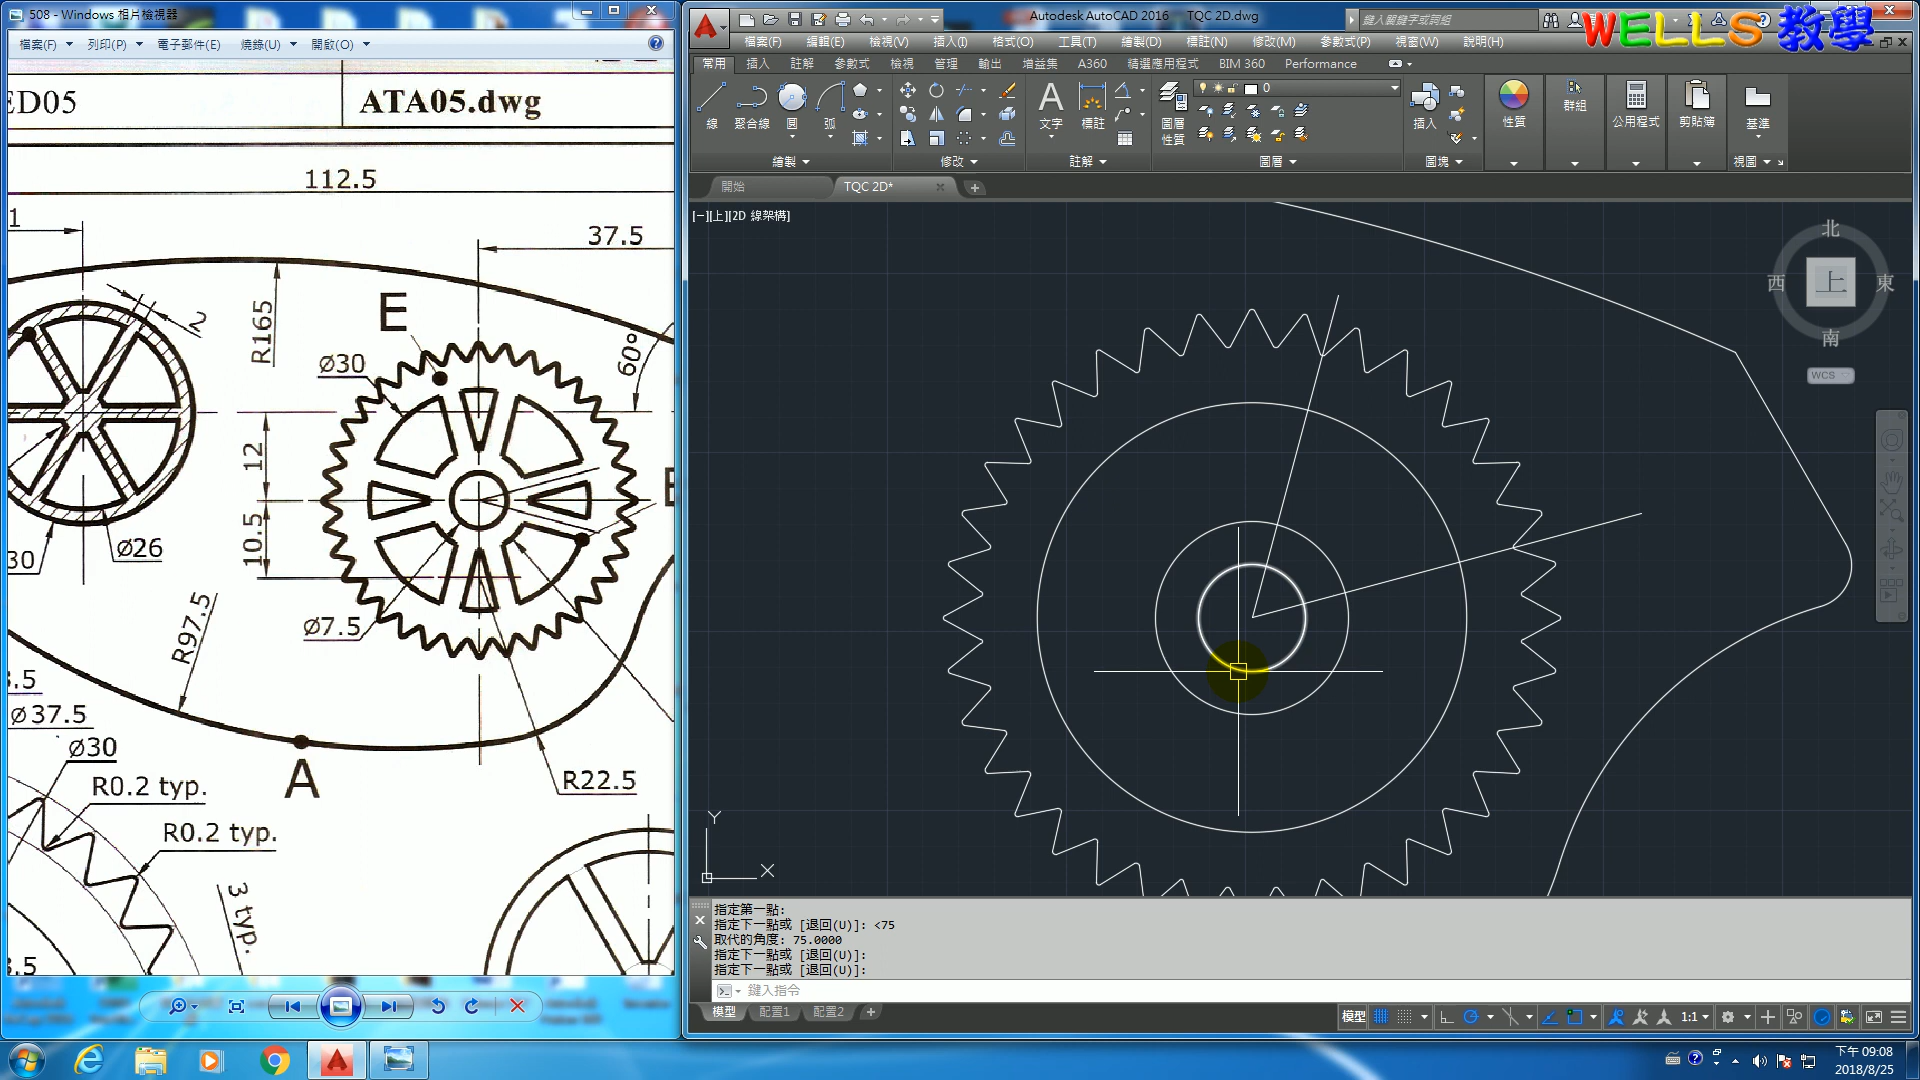 508 - Windows 相片檢視器
檔案(F)
列印(P)
電子郵件(E)
燒錄(U)
開啟(O)
ED05
ATA05.dwg
112.5
1
37.5
2
R165
E
60°
Ø30
12
10.5
30
Ø26
Ø7.5
R97.5
3.5
Ø37.5
Ø30
A
R22.5
R0.2 typ.
R0.2 typ.
3 typ.
3.5
Autodesk AutoCAD 2016 TQC 2D.dwg
鍵入關鍵字或詞組
WELLS 教學
檔案(F)
編輯(E)
檢視(V)
插入(I)
格式(O)
工具(T)
繪製(D)
標註(N)
修改(M)
參數式(P)
視窗(W)
說明(H)
常用
插入
註解
參數式
檢視
管理
輸出
增益集
A360
精選應用程式
BIM 360
Performance
線
聚合線
圓
弧
文字
標註
圖層
性質
0
插入
性質
群組
公用程式
剪貼簿
基準
繪製
修改
註解
圖層
圖塊
視圖
開始
TQC 2D*
[−][上][2D 線架構]
北
西
上
東
南
WCS
Y
X
指定第一點:
指定下一點或 [退回(U)]: <75
取代的角度: 75.0000
指定下一點或 [退回(U)]:
指定下一點或 [退回(U)]:
鍵入指令
模型
配置1
配置2
模型
1:1
下午 09:08
2018/8/25